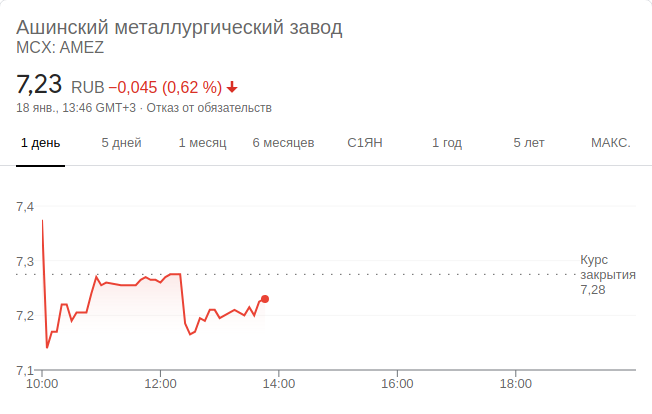 Ашинский металлургический завод
MCX: AMEZ
7,23 RUB −0,045 (0,62 %)
18 янв., 13:46 GMT+3 · Отказ от обязательств
1 день 5 дней 1 месяц 6 месяцев С1ЯН 1 год 5 лет МАКС.
7,4
7,3
Курс
закрытия
7,28
7,2
7,1
10:00 12:00 14:00 16:00 18:00